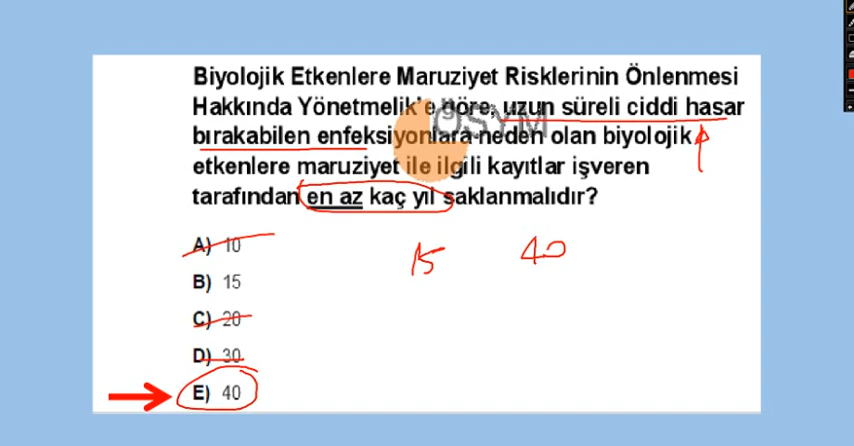 Biyolojik Etkenlere Maruziyet Risklerinin Önlenmesi
Hakkında Yönetmelik'e göre, uzun süreli ciddi hasar
bırakabilen enfeksiyonlara neden olan biyolojik
etkenlere maruziyet ile ilgili kayıtlar işveren
tarafından en az kaç yıl saklanmalıdır?
ÖSYM
A) 10
15 40
B) 15
C) 20
D) 30
E) 40